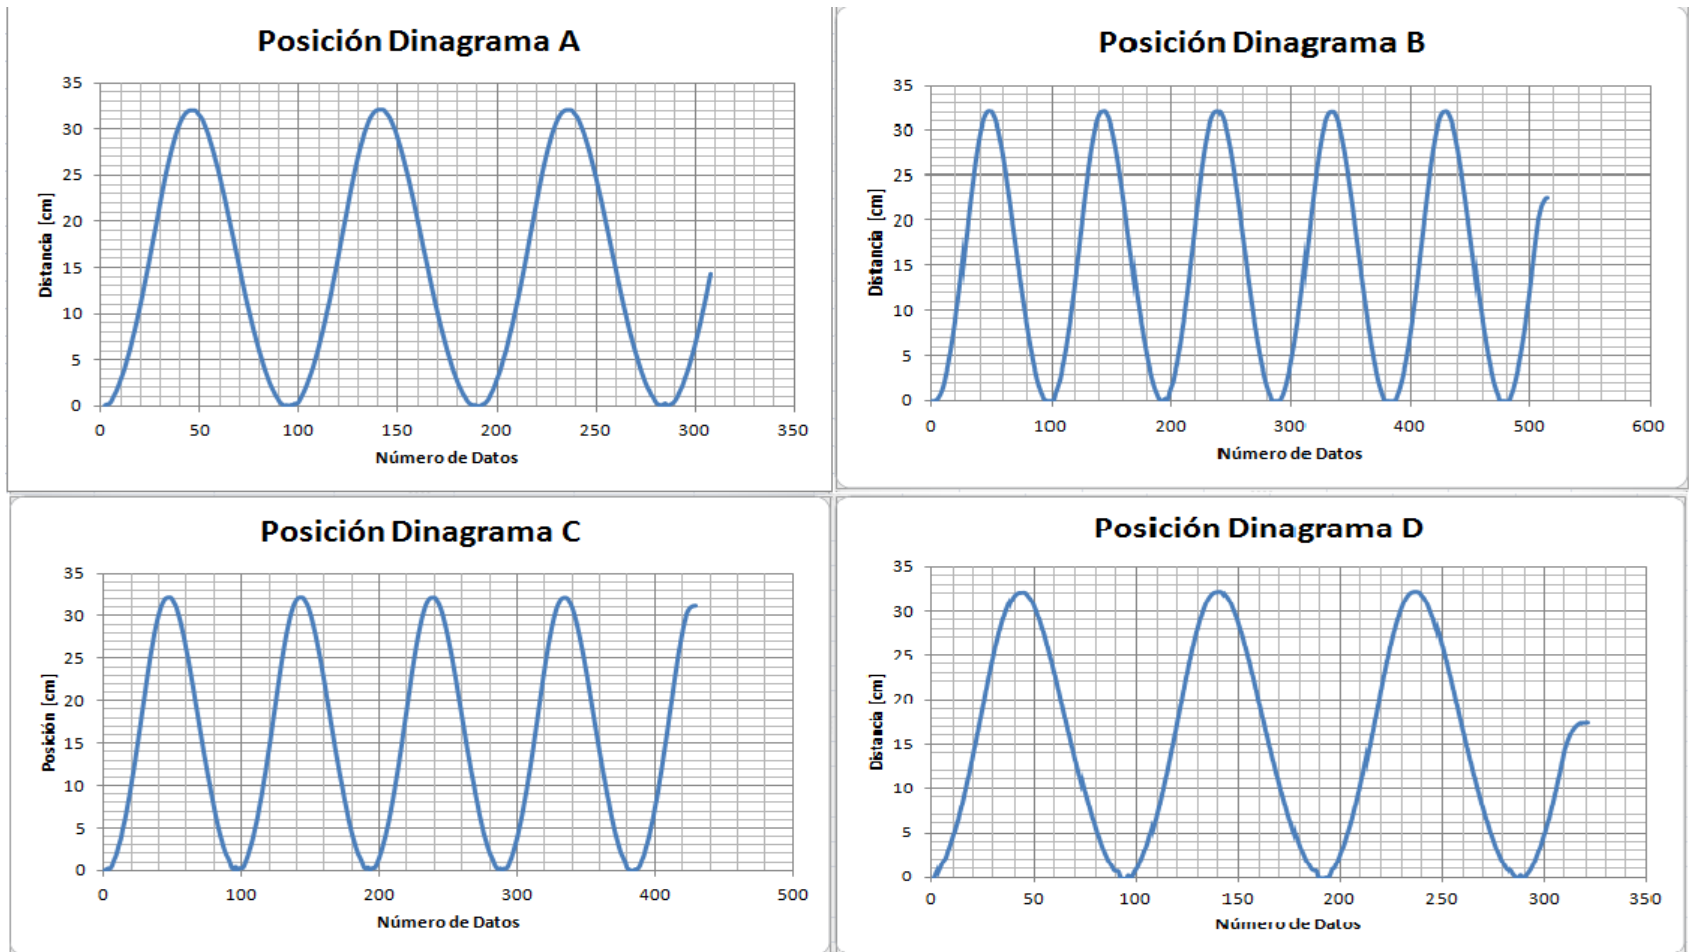 Posición Dinagrama A
35
30
25
20
15
10
5
0
Distancia [cm]
0 50 100 150 200 250 300 350
Número de Datos
Posición Dinagrama B
35
30
25
20
15
10
5
0
Distancia [cm]
0 100 200 300 400 500 600
Número de Datos
Posición Dinagrama C
35
30
25
20
15
10
5
0
Posición [cm]
0 100 200 300 400 500
Número de Datos
Posición Dinagrama D
35
30
25
20
15
10
5
0
Distancia [cm]
0 50 100 150 200 250 300 350
Número de Datos